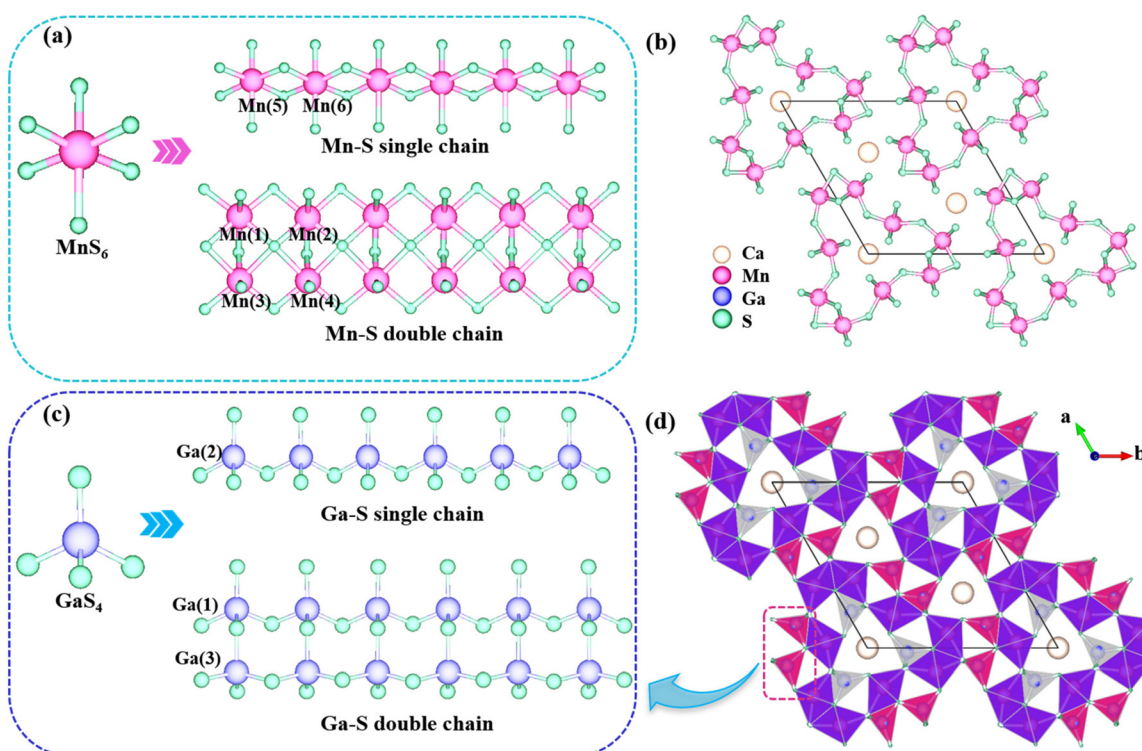 (a)
Mn(5) Mn(6)
Mn-S single chain
MnS6
Mn(1) Mn(2)
Mn(3) Mn(4)
Mn-S double chain
(b)
Ca
Mn
Ga
S
(c)
Ga(2)
Ga-S single chain
GaS4
Ga(1)
Ga(3)
Ga-S double chain
(d)
a
b